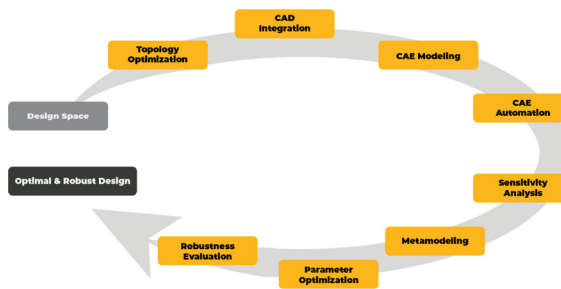 CAD
Integration
Topology
Optimization
CAE Modeling
CAE
Automation
Design Space
Optimal & Robust Design
Sensitivity
Analysis
Metamodeling
Robustness
Evaluation
Parameter
Optimization